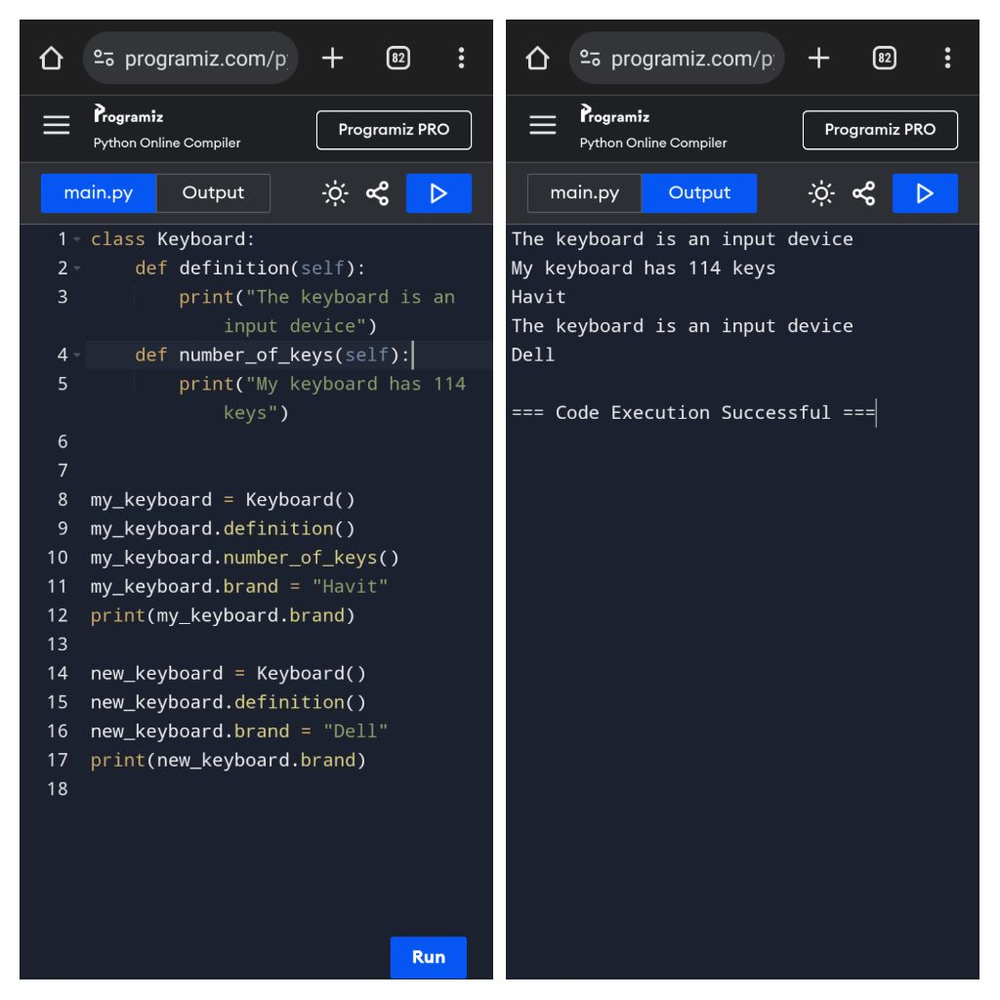 programiz.com/p
82
Programiz
Python Online Compiler
Programiz PRO
main.py
Output
1 class Keyboard:
2     def definition(self):
3         print("The keyboard is an
            input device")
4     def number_of_keys(self):
5         print("My keyboard has 114
            keys")
6
7
8 my_keyboard = Keyboard()
9 my_keyboard.definition()
10 my_keyboard.number_of_keys()
11 my_keyboard.brand = "Havit"
12 print(my_keyboard.brand)
13
14 new_keyboard = Keyboard()
15 new_keyboard.definition()
16 new_keyboard.brand = "Dell"
17 print(new_keyboard.brand)
18
Run
programiz.com/p
82
Programiz
Python Online Compiler
Programiz PRO
main.py
Output
The keyboard is an input device
My keyboard has 114 keys
Havit
The keyboard is an input device
Dell
=== Code Execution Successful ===